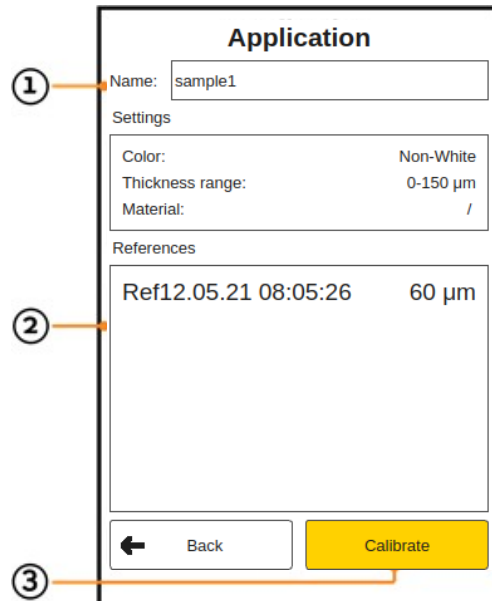 Application
① Name: sample1
Settings
Color: Non-White
Thickness range: 0-150 µm
Material: /
References
Ref12.05.21 08:05:26 60 µm
②
Back Calibrate
③